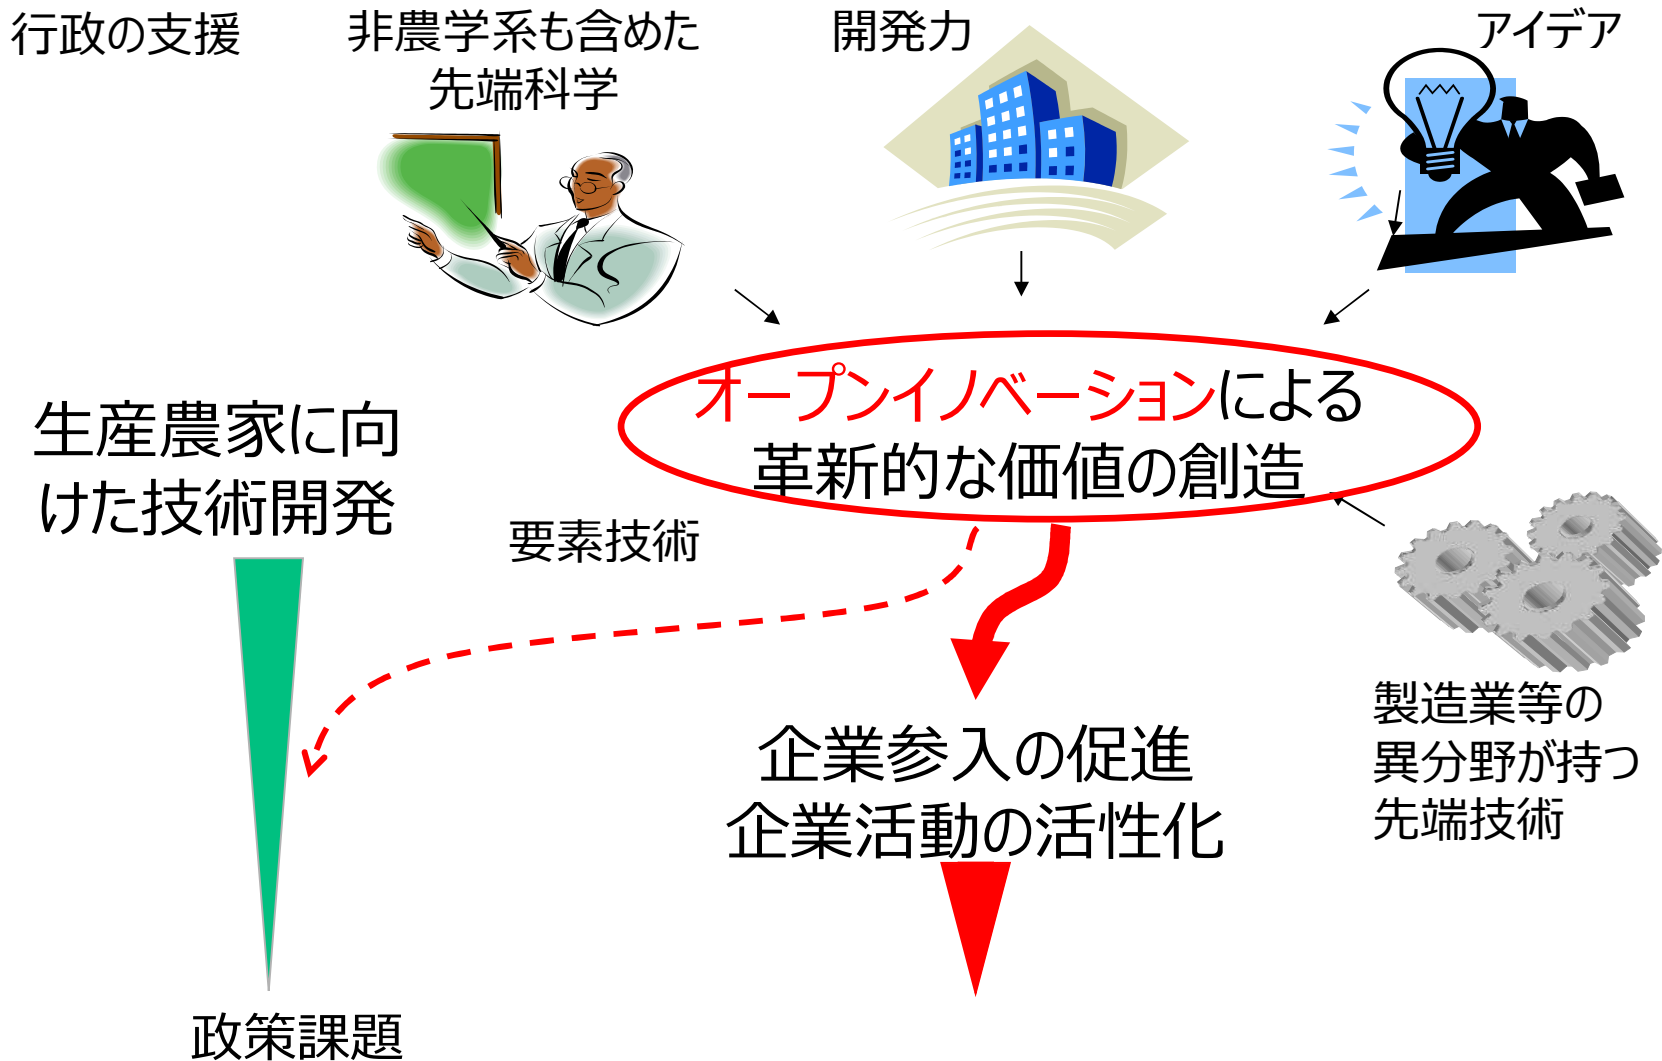 行政の支援
非農学系も含めた
先端科学
開発力
アイデア
オープンイノベーションによる
革新的な価値の創造
生産農家に向
けた技術開発
要素技術
製造業等の
異分野が持つ
先端技術
企業参入の促進
企業活動の活性化
政策課題